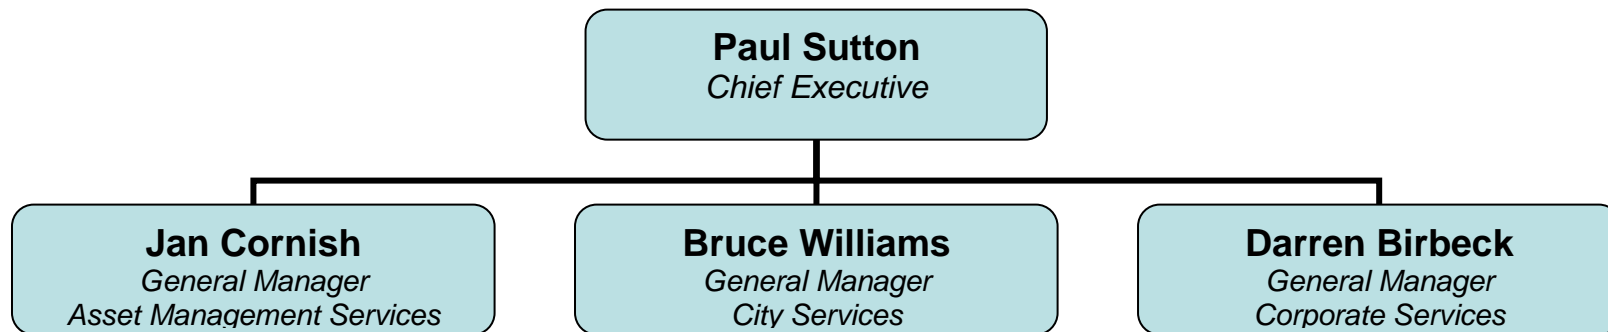 Paul Sutton
Chief Executive
Jan Cornish
General Manager
Asset Management Services
Bruce Williams
General Manager
City Services
Darren Birbeck
General Manager
Corporate Services